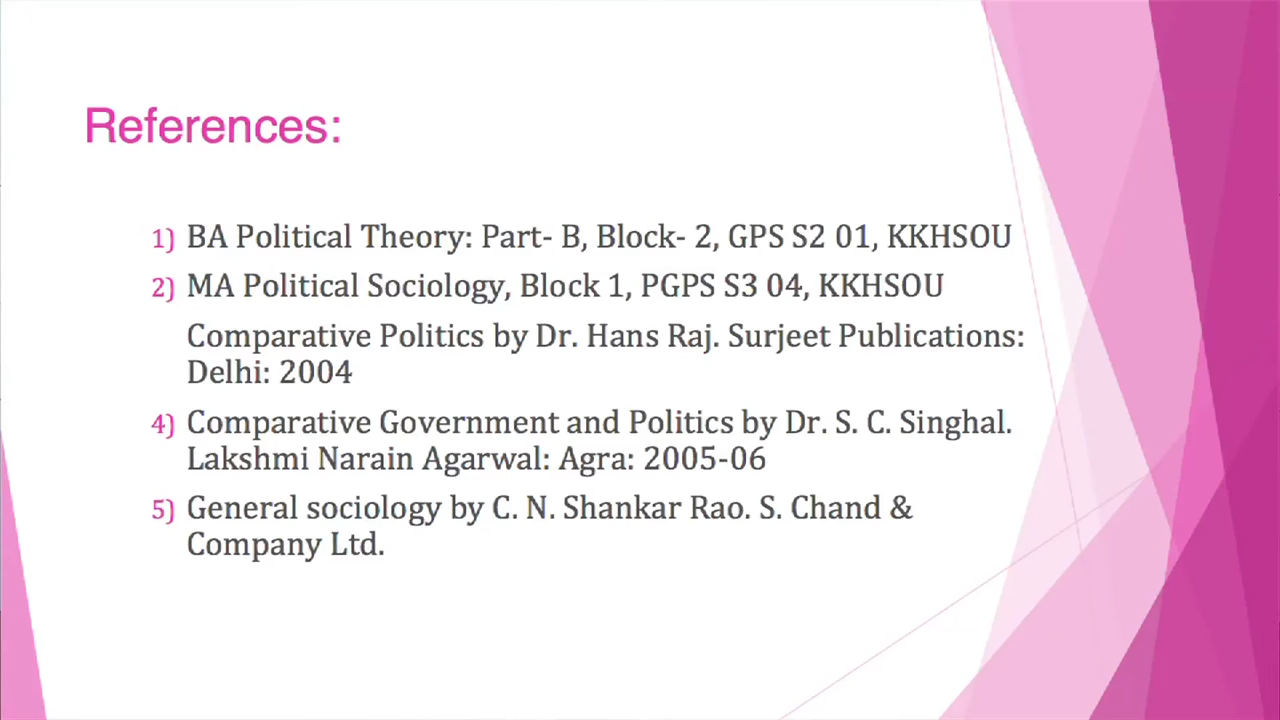 References:
1) BA Political Theory: Part- B, Block- 2, GPS S2 01, KKHSOU
2) MA Political Sociology, Block 1, PGPS S3 04, KKHSOU
Comparative Politics by Dr. Hans Raj. Surjeet Publications:
Delhi: 2004
4) Comparative Government and Politics by Dr. S. C. Singhal.
Lakshmi Narain Agarwal: Agra: 2005-06
5) General sociology by C. N. Shankar Rao. S. Chand &
Company Ltd.